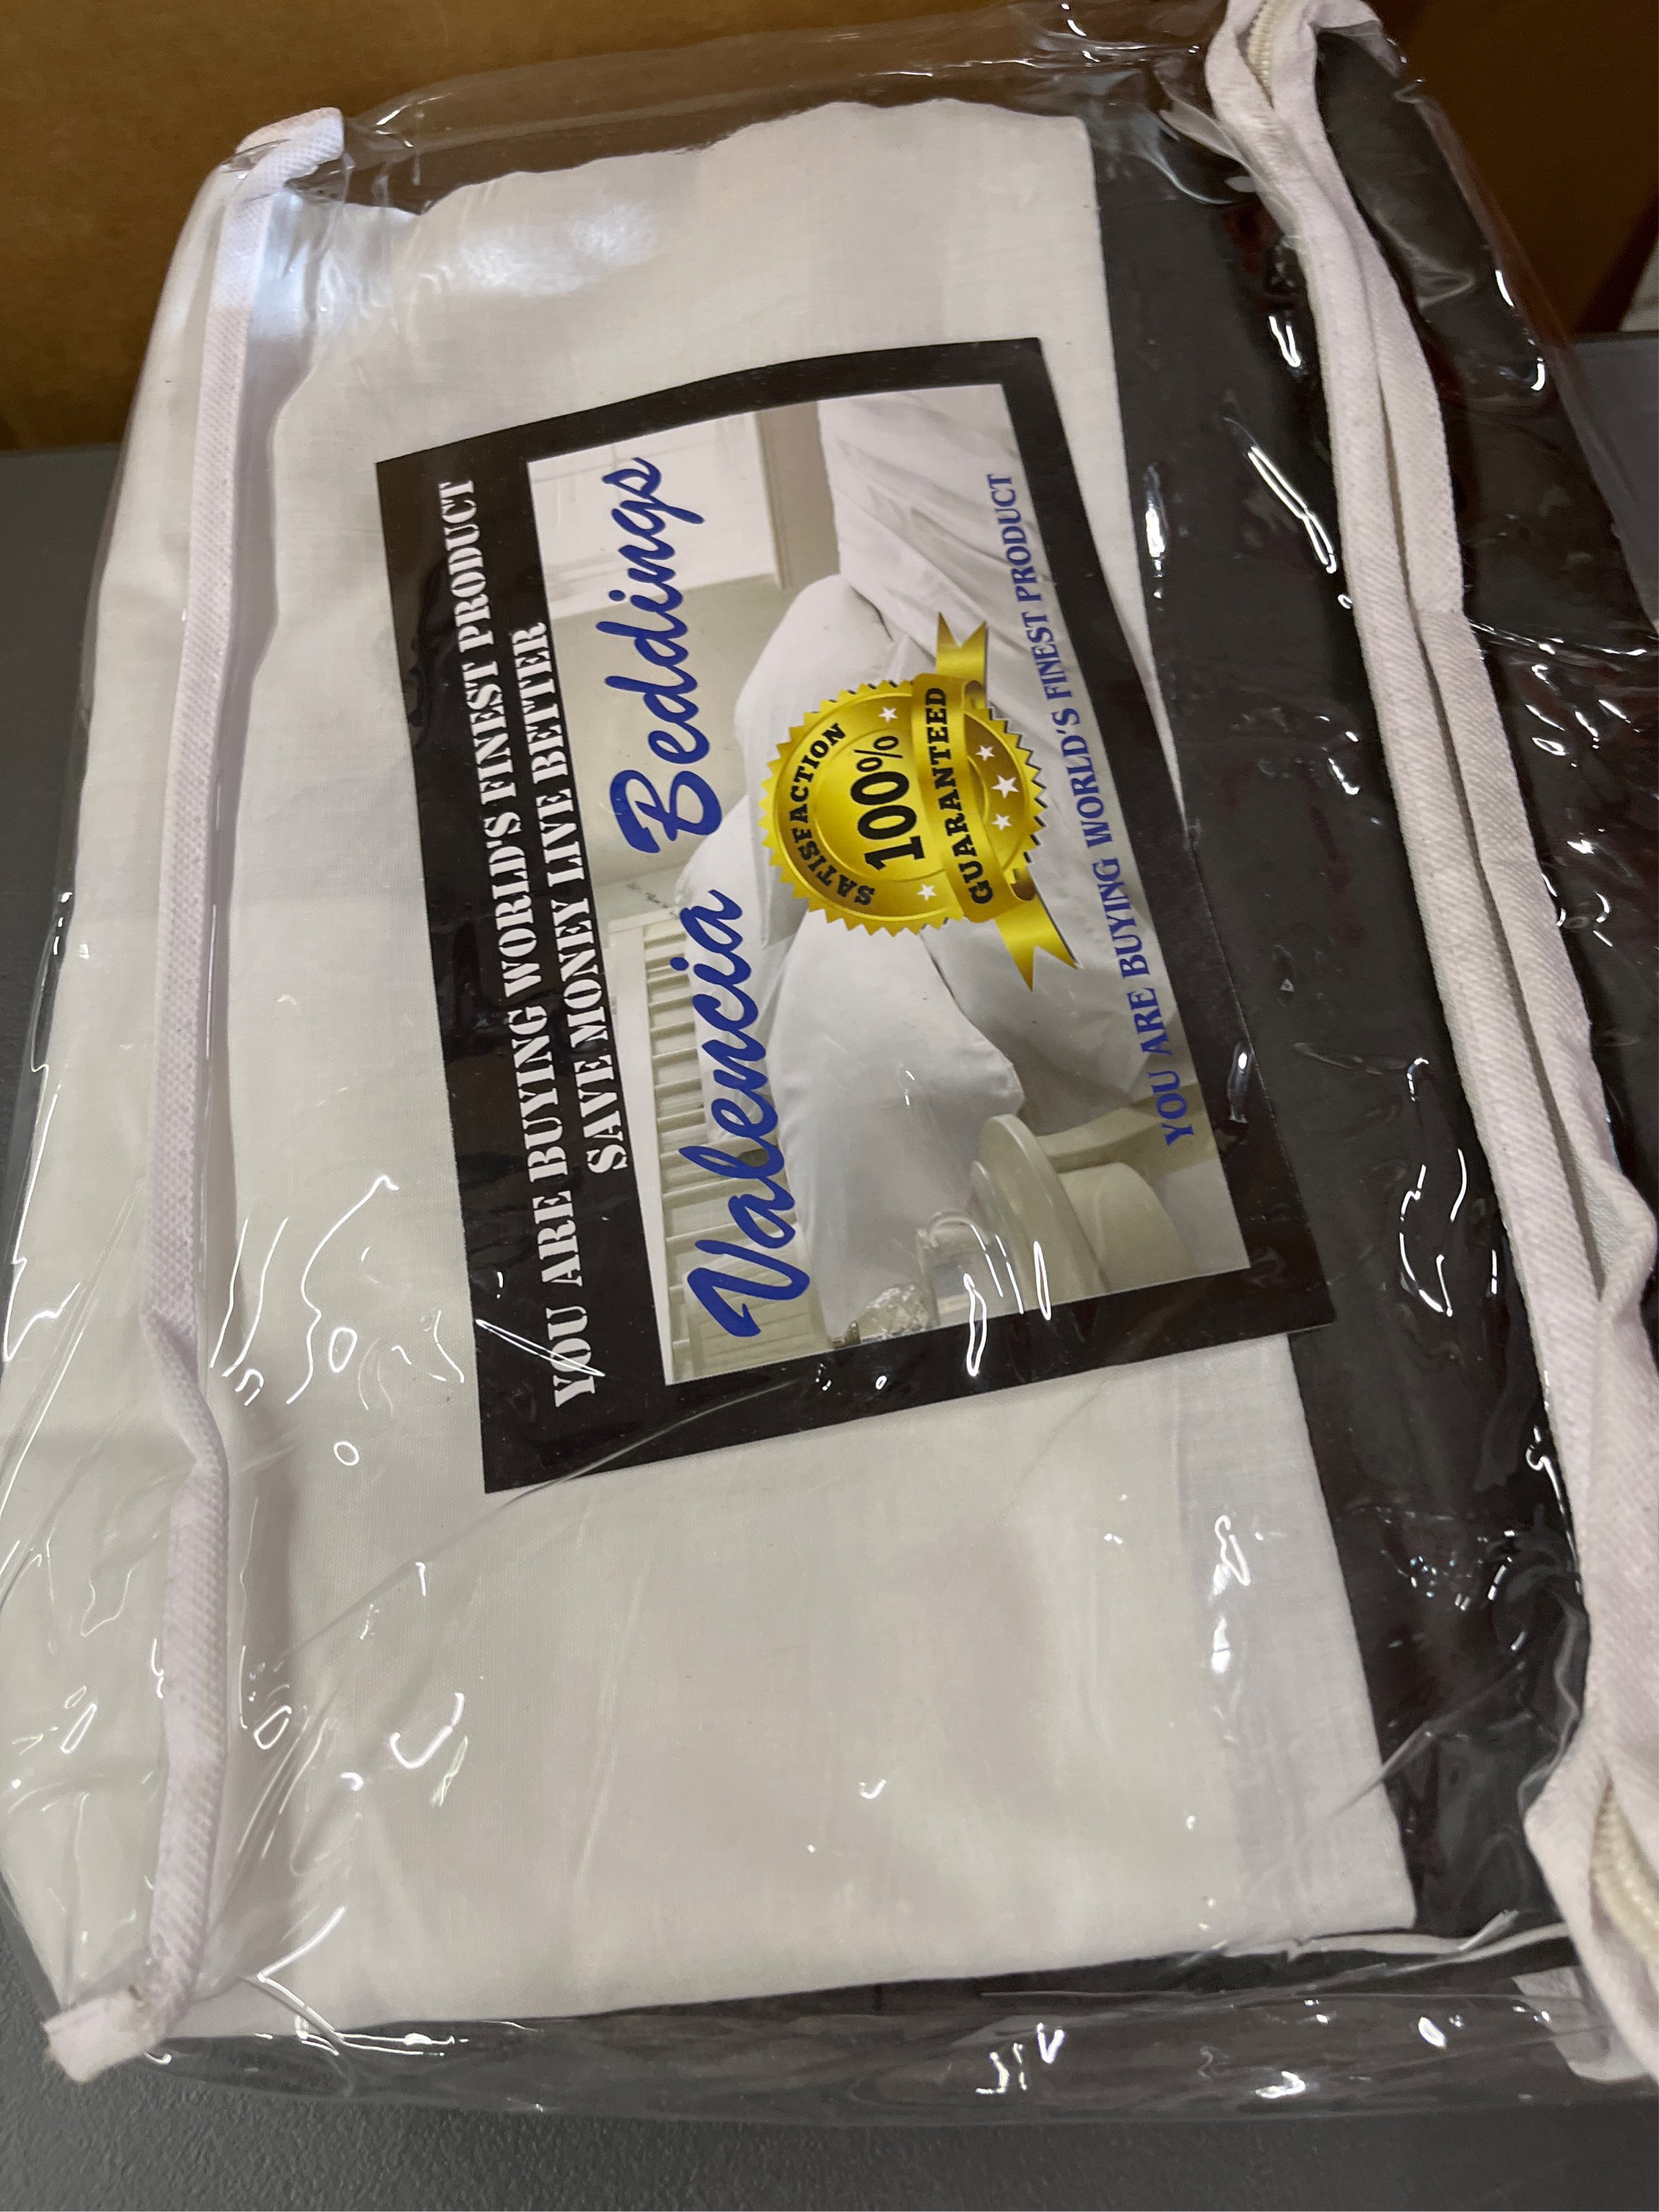 YOU ARE BUYING WORLD'S FINEST PRODUCT
SAVE MONEY LIVE BETTER
Valencia Beddings
SATISFACTION
100%
GUARANTEED
YOU ARE BUYING WORLD'S FINEST PRODUCT